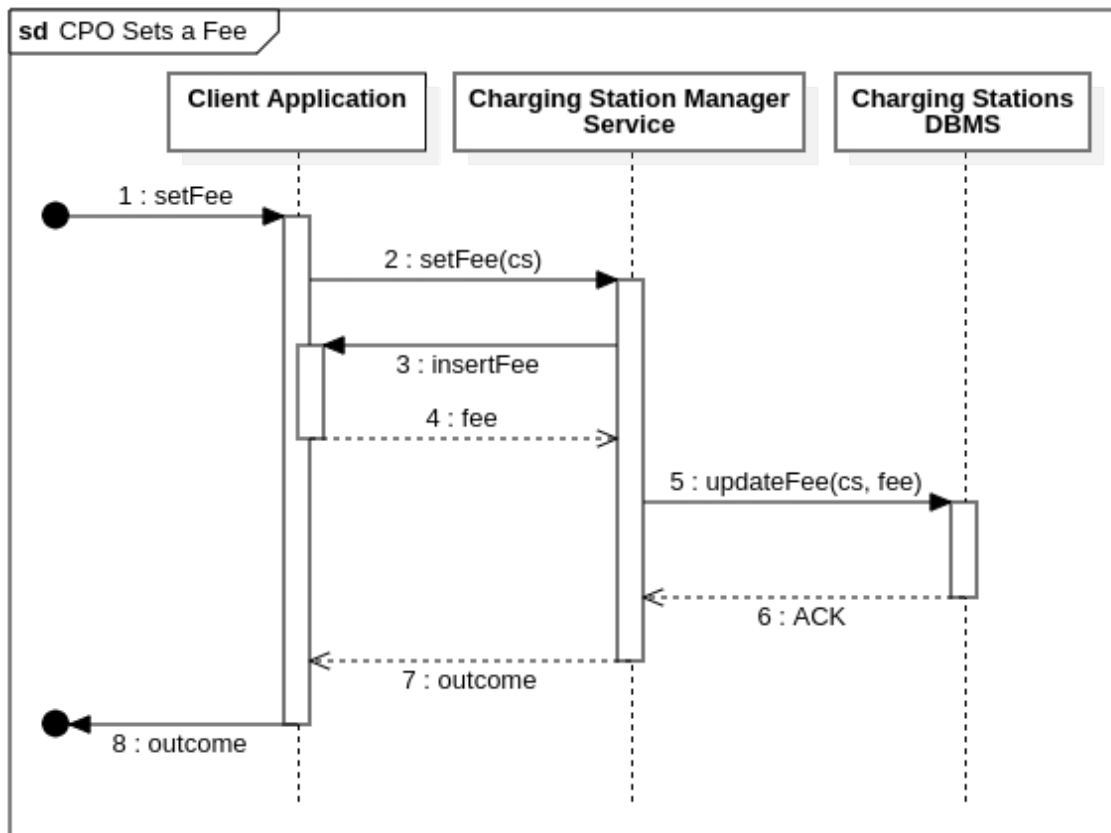 sd CPO Sets a Fee
Client Application
Charging Station Manager
Service
Charging Stations
DBMS
1 : setFee
2 : setFee(cs)
3 : insertFee
4 : fee
5 : updateFee(cs, fee)
6 : ACK
7 : outcome
8 : outcome